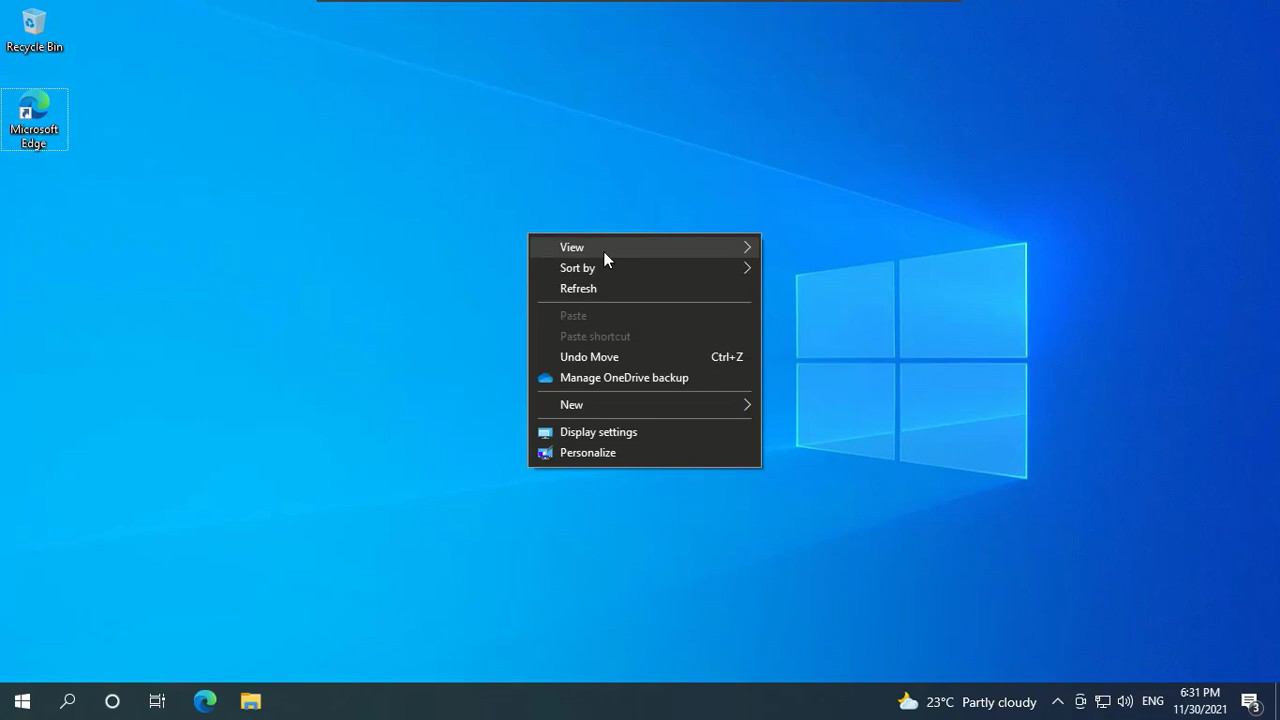 Recycle Bin
Microsoft
Edge
View
Sort by
Refresh
Paste
Paste shortcut
Undo Move Ctrl+Z
Manage OneDrive backup
New
Display settings
Personalize
23°C Partly cloudy
ENG
6:31 PM
11/30/2021
3